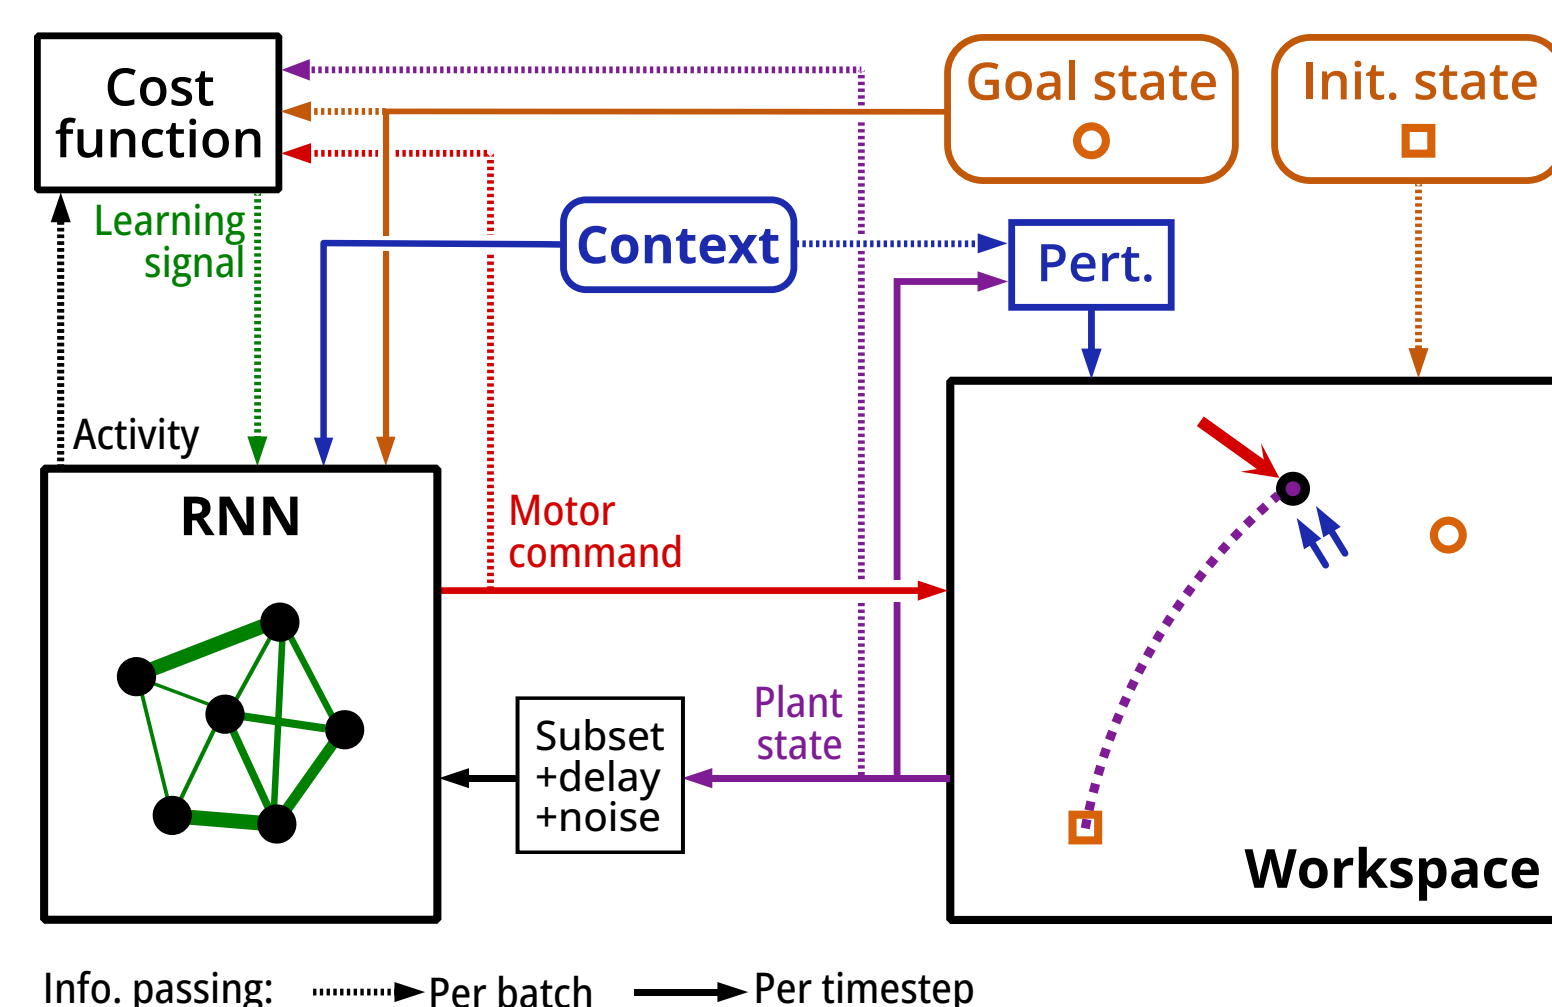 Cost
function
Goal state
Init. state
Learning
signal
Context
Pert.
Activity
RNN
Motor
command
Plant
state
Subset
+delay
+noise
Workspace
Info. passing:
Per batch
Per timestep